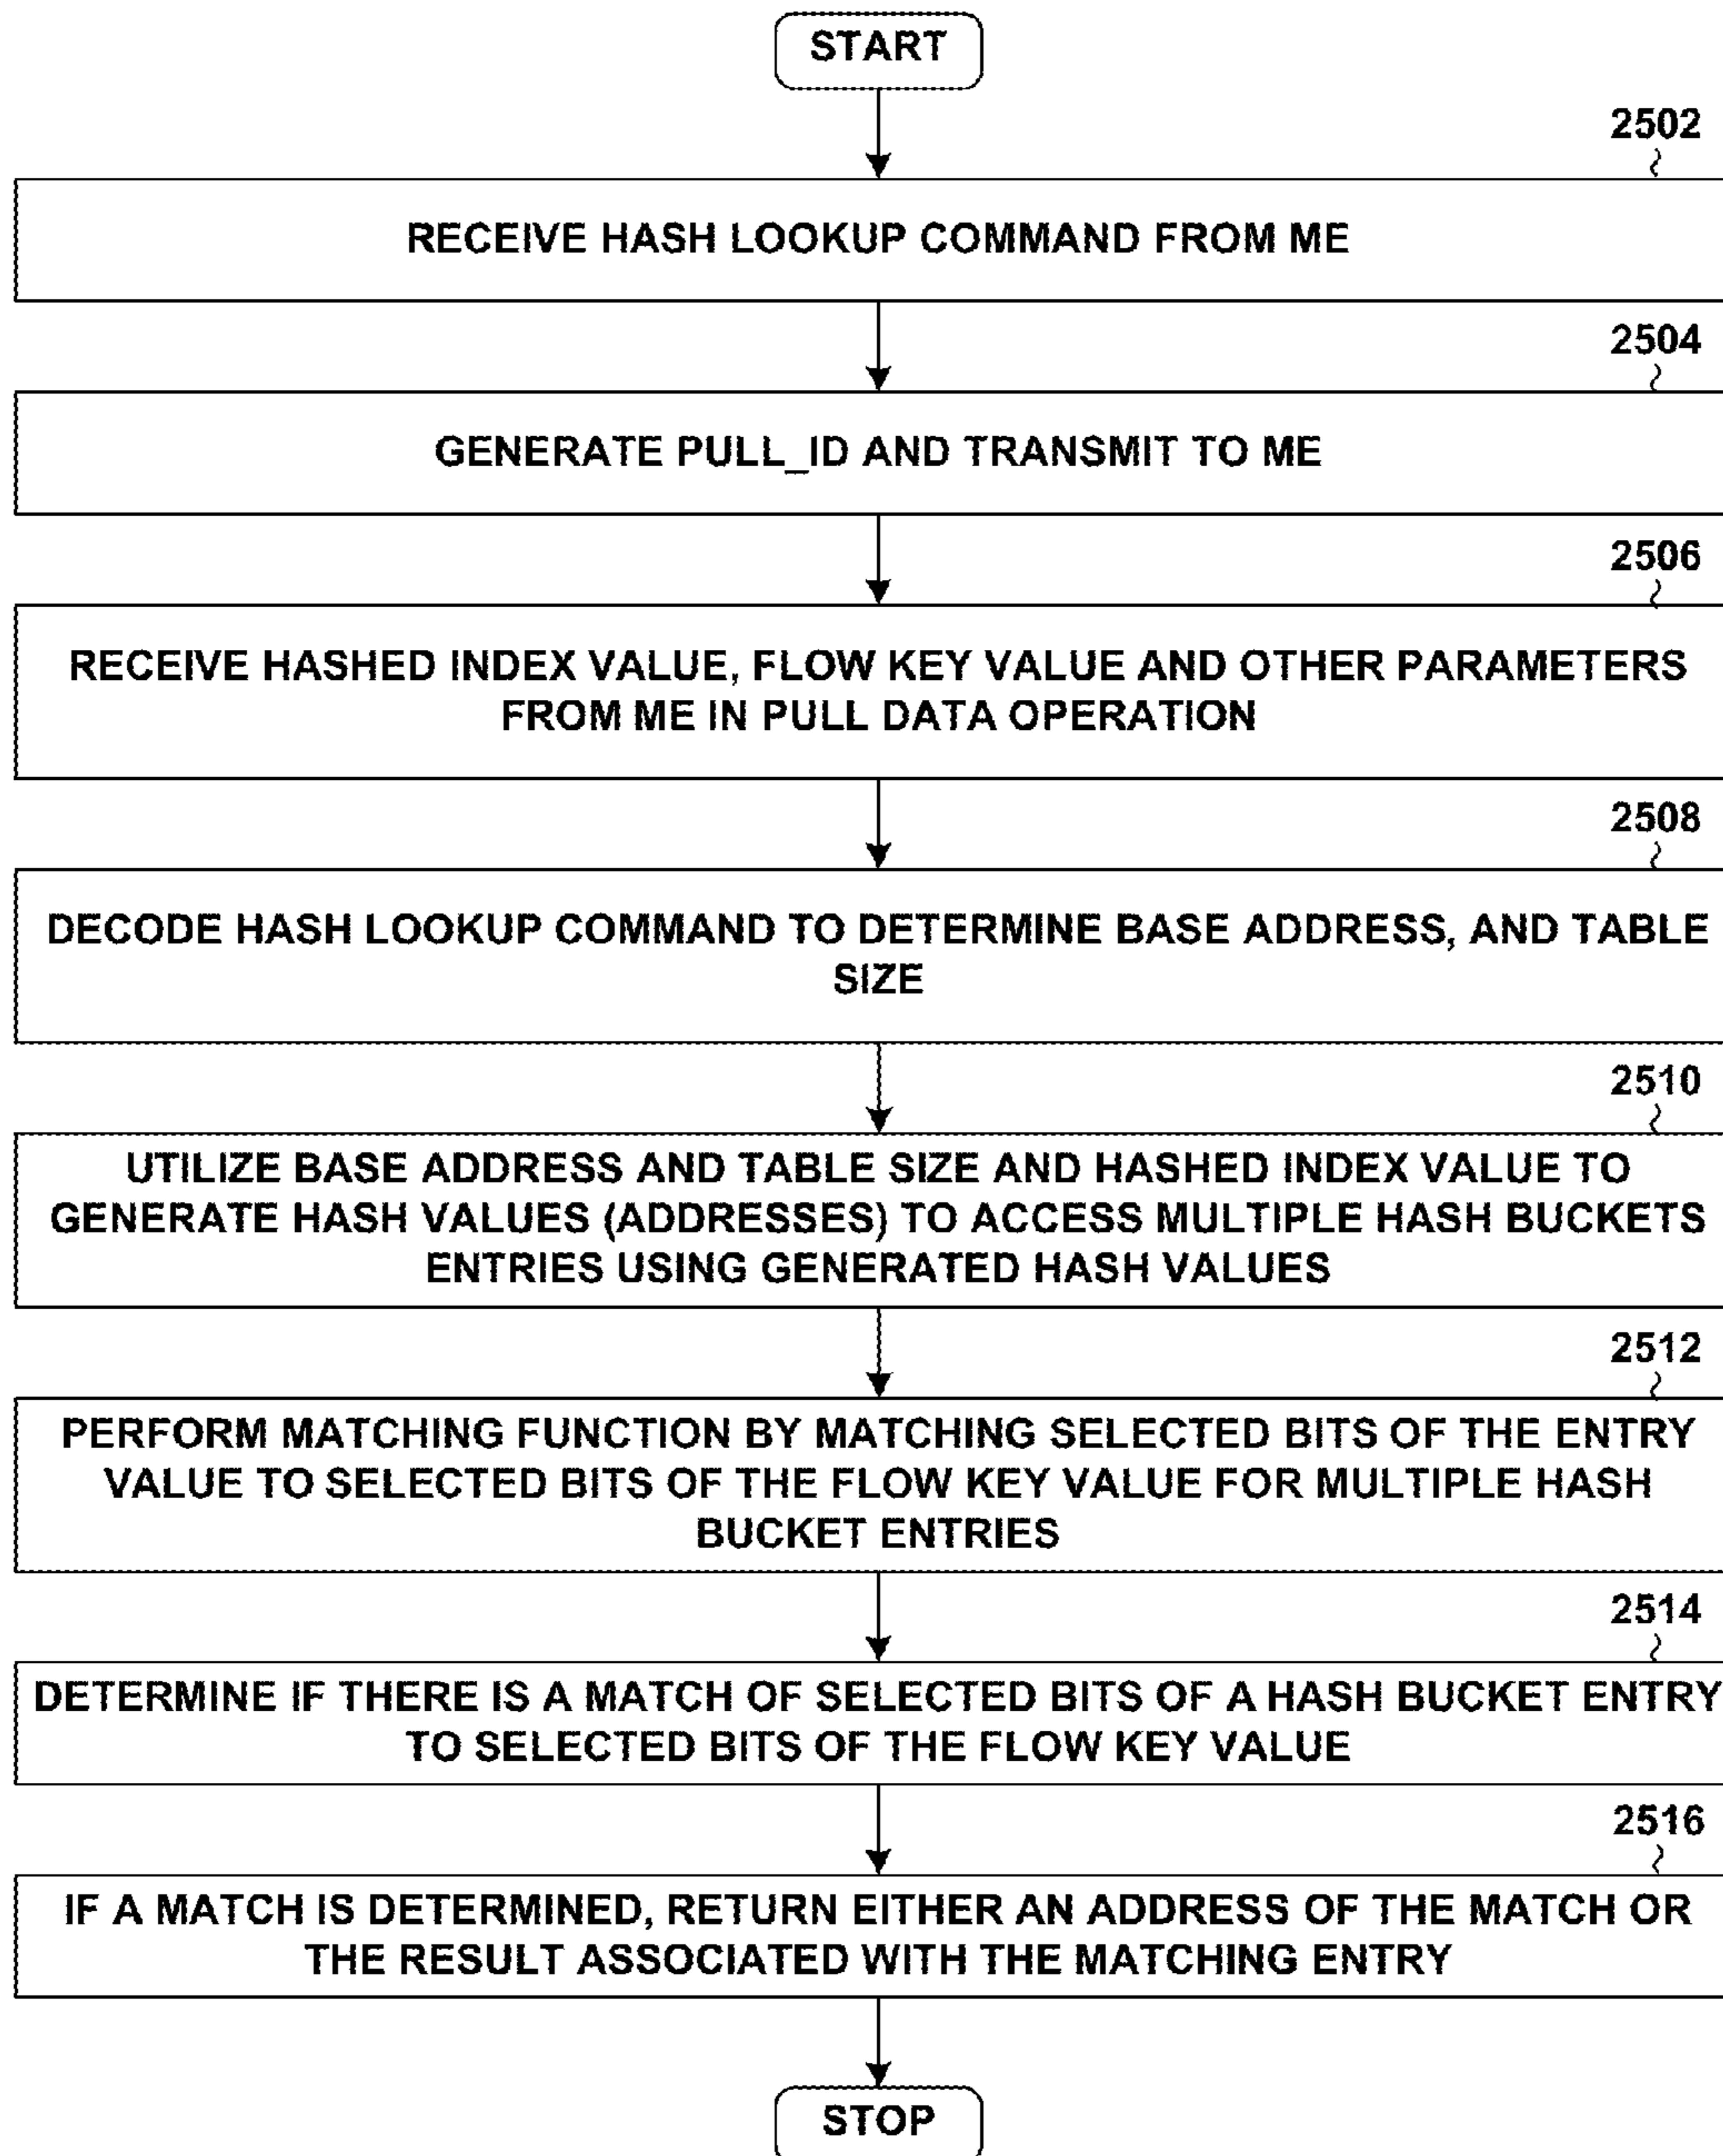 START
2502
RECEIVE HASH LOOKUP COMMAND FROM ME
2504
GENERATE PULL_ID AND TRANSMIT TO ME
2506
RECEIVE HASHED INDEX VALUE, FLOW KEY VALUE AND OTHER PARAMETERS
FROM ME IN PULL DATA OPERATION
2508
DECODE HASH LOOKUP COMMAND TO DETERMINE BASE ADDRESS, AND TABLE
SIZE
2510
UTILIZE BASE ADDRESS AND TABLE SIZE AND HASHED INDEX VALUE TO
GENERATE HASH VALUES (ADDRESSES) TO ACCESS MULTIPLE HASH BUCKETS
ENTRIES USING GENERATED HASH VALUES
2512
PERFORM MATCHING FUNCTION BY MATCHING SELECTED BITS OF THE ENTRY
VALUE TO SELECTED BITS OF THE FLOW KEY VALUE FOR MULTIPLE HASH
BUCKET ENTRIES
2514
DETERMINE IF THERE IS A MATCH OF SELECTED BITS OF A HASH BUCKET ENTRY
TO SELECTED BITS OF THE FLOW KEY VALUE
2516
IF A MATCH IS DETERMINED, RETURN EITHER AN ADDRESS OF THE MATCH OR
THE RESULT ASSOCIATED WITH THE MATCHING ENTRY
STOP